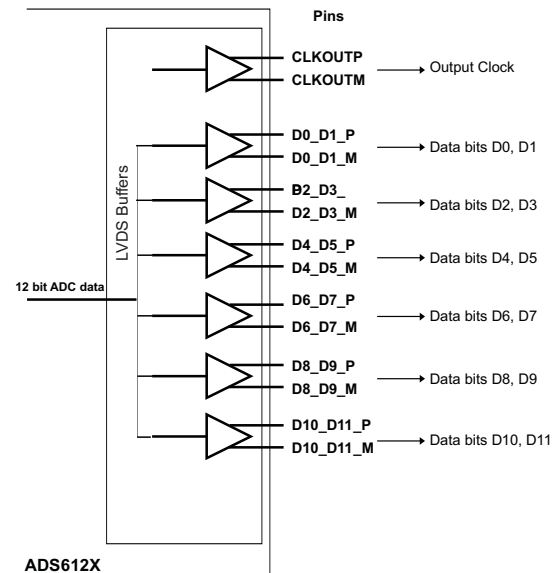 Pins
CLKOUTP
CLKOUTM
Output Clock
D0_D1_P
D0_D1_M
Data bits D0, D1
D2_D3_
D2_D3_M
Data bits D2, D3
D4_D5_P
D4_D5_M
Data bits D4, D5
D6_D7_P
D6_D7_M
Data bits D6, D7
D8_D9_P
D8_D9_M
Data bits D8, D9
D10_D11_P
D10_D11_M
Data bits D10, D11
LVDS Buffers
12 bit ADC data
ADS612X